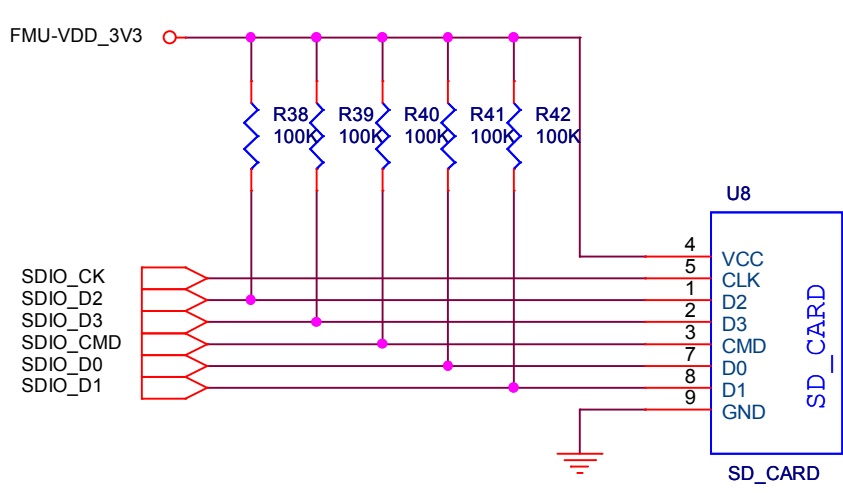 FMU-VDD_3V3
R38 R39 R40 R41 R42
100K 100K 100K 100K 100K
U8
4 VCC
SDIO_CK 5 CLK
SDIO_D2 1 D2
SDIO_D3 2 D3
SDIO_CMD 3 CMD
SDIO_D0 7 D0
SDIO_D1 8 D1
9 GND
SD_CARD
SD_CARD